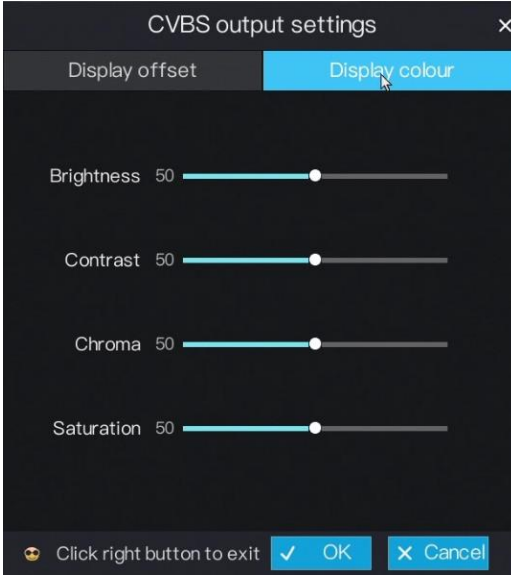 CVBS output settings
Display offset Display colour
Brightness 50
Contrast 50
Chroma 50
Saturation 50
Click right button to exit OK Cancel